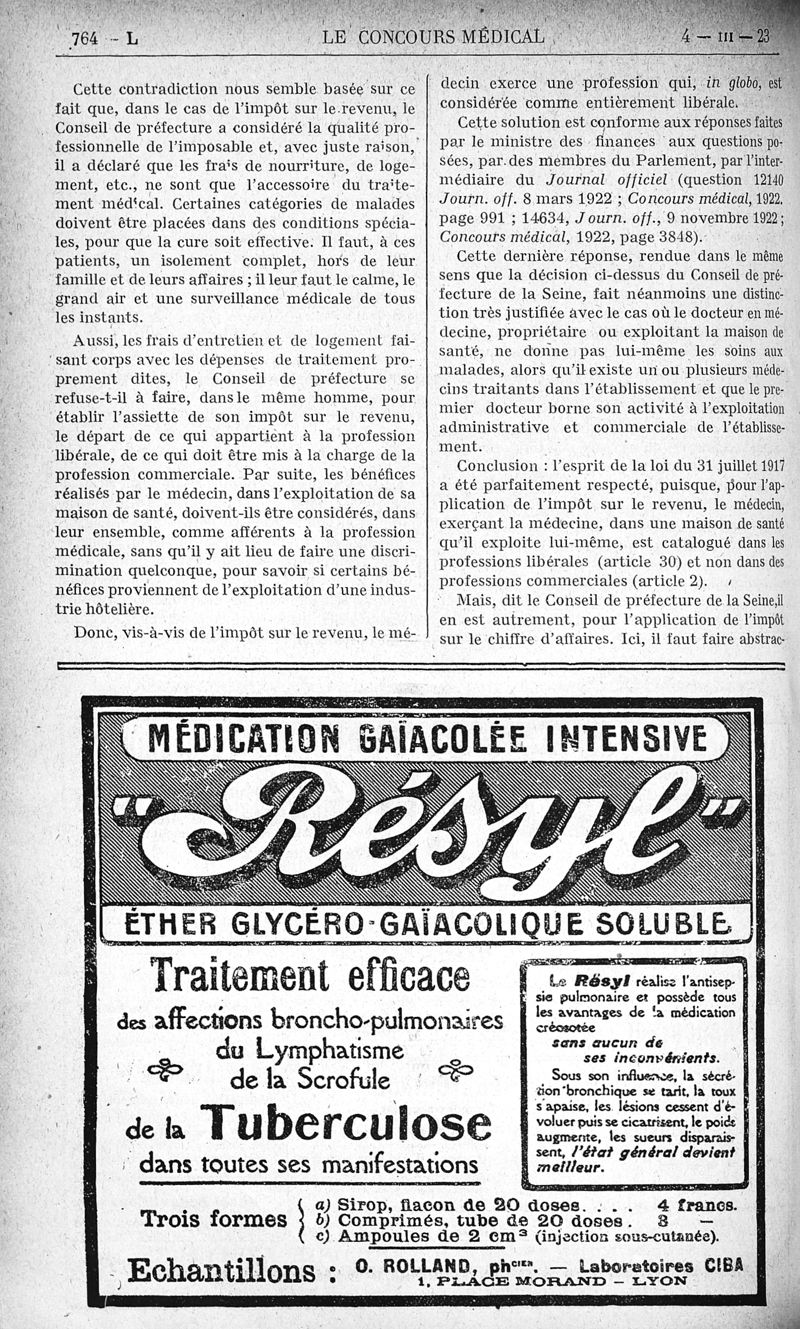 764 - L
LE CONCOURS MÉDICAL
4 — III — 23
Cette contradiction nous semble basée sur ce
fait que, dans le cas de l'impôt sur le revenu, le
Conseil de préfecture a considéré la qualité pro-
fessionnelle de l'imposable et, avec juste raison,
il a déclaré que les frais de nourriture, de loge-
ment, etc., ne sont que l'accessoire du traite-
ment médical. Certaines catégories de malades
doivent être placées dans des conditions spécia-
les, pour que la cure soit effective. Il faut, à ces
patients, un isolement complet, hors de leur
famille et de leurs affaires ; il leur faut le calme, le
grand air et une surveillance médicale de tous
les instants.
Aussi, les frais d'entretien et de logement fai-
sant corps avec les dépenses de traitement pro-
prement dites, le Conseil de préfecture se
refuse-t-il à faire, dans le même homme, pour
établir l'assiette de son impôt sur le revenu,
le départ de ce qui appartient à la profession
libérale, de ce qui doit être mis à la charge de la
profession commerciale. Par suite, les bénéfices
réalisés par le médecin, dans l'exploitation de sa
maison de santé, doivent-ils être considérés, dans
leur ensemble, comme afférents à la profession
médicale, sans qu'il y ait lieu de faire une discri-
mination quelconque, pour savoir si certains bé-
néfices proviennent de l'exploitation d'une indus-
trie hôtelière.
Donc, vis-à-vis de l'impôt sur le revenu, le mé-
decin exerce une profession qui, in globo, est
considérée comme entièrement libérale.
Cette solution est conforme aux réponses faites
par le ministre des finances aux questions po-
sées, par des membres du Parlement, par l'inter-
médiaire du Journal officiel (question 12140
Journ. off. 8 mars 1922 ; Concours médical, 1922.
page 991 ; 14634, Journ. off., 9 novembre 1922 ;
Concours médical, 1922, page 3848).
Cette dernière réponse, rendue dans le même
sens que la décision ci-dessus du Conseil de pré-
fecture de la Seine, fait néanmoins une distinc-
tion très justifiée avec le cas où le docteur en mé-
decine, propriétaire ou exploitant la maison de
santé, ne donne pas lui-même les soins aux
malades, alors qu'il existe un ou plusieurs méde-
cins traitants dans l'établissement et que le pre-
mier docteur borne son activité à l'exploitation
administrative et commerciale de l'établisse-
ment.
Conclusion : l'esprit de la loi du 31 juillet 1917
a été parfaitement respecté, puisque, pour l'ap-
plication de l'impôt sur le revenu, le médecin,
exerçant la médecine, dans une maison de santé
qu'il exploite lui-même, est catalogué dans les
professions libérales (article 30) et non dans des
professions commerciales (article 2).
Mais, dit le Conseil de préfecture de la Seine, il
en est autrement, pour l'application de l'impôt
sur le chiffre d'affaires. Ici, il faut faire abstrac-
MÉDICATION GAÏACOLÉE INTENSIVE
"Résyl"
ÉTHER GLYCÉRO-GAÏACOLIQUE SOLUBLE
Traitement efficace
des affections broncho-pulmonaires
du Lymphatisme
de la Scrofule
de la Tuberculose
dans toutes ses manifestations
Le Résyl réalise l'antisep-
sie pulmonaire et possède tous
les avantages de la médication
créosotée
sans aucun de
ses inconvénients.
Sous son influence, la sécré-
tion bronchique se tarit, la toux
s'apaise, les lésions cessent d'é-
voluer puis se cicatrisent, le poids
augmente, les sueurs disparais-
sent, l'état général devient
meilleur.
Trois formes
a) Sirop, flacon de 20 doses. . . . 4 francs.
b) Comprimés, tube de 20 doses . 3 —
c) Ampoules de 2 cm³ (injection sous-cutanée).
Echantillons : O. ROLLAND, phcien. — Laboratoires CIBA
1, PLACE MORAND — LYON